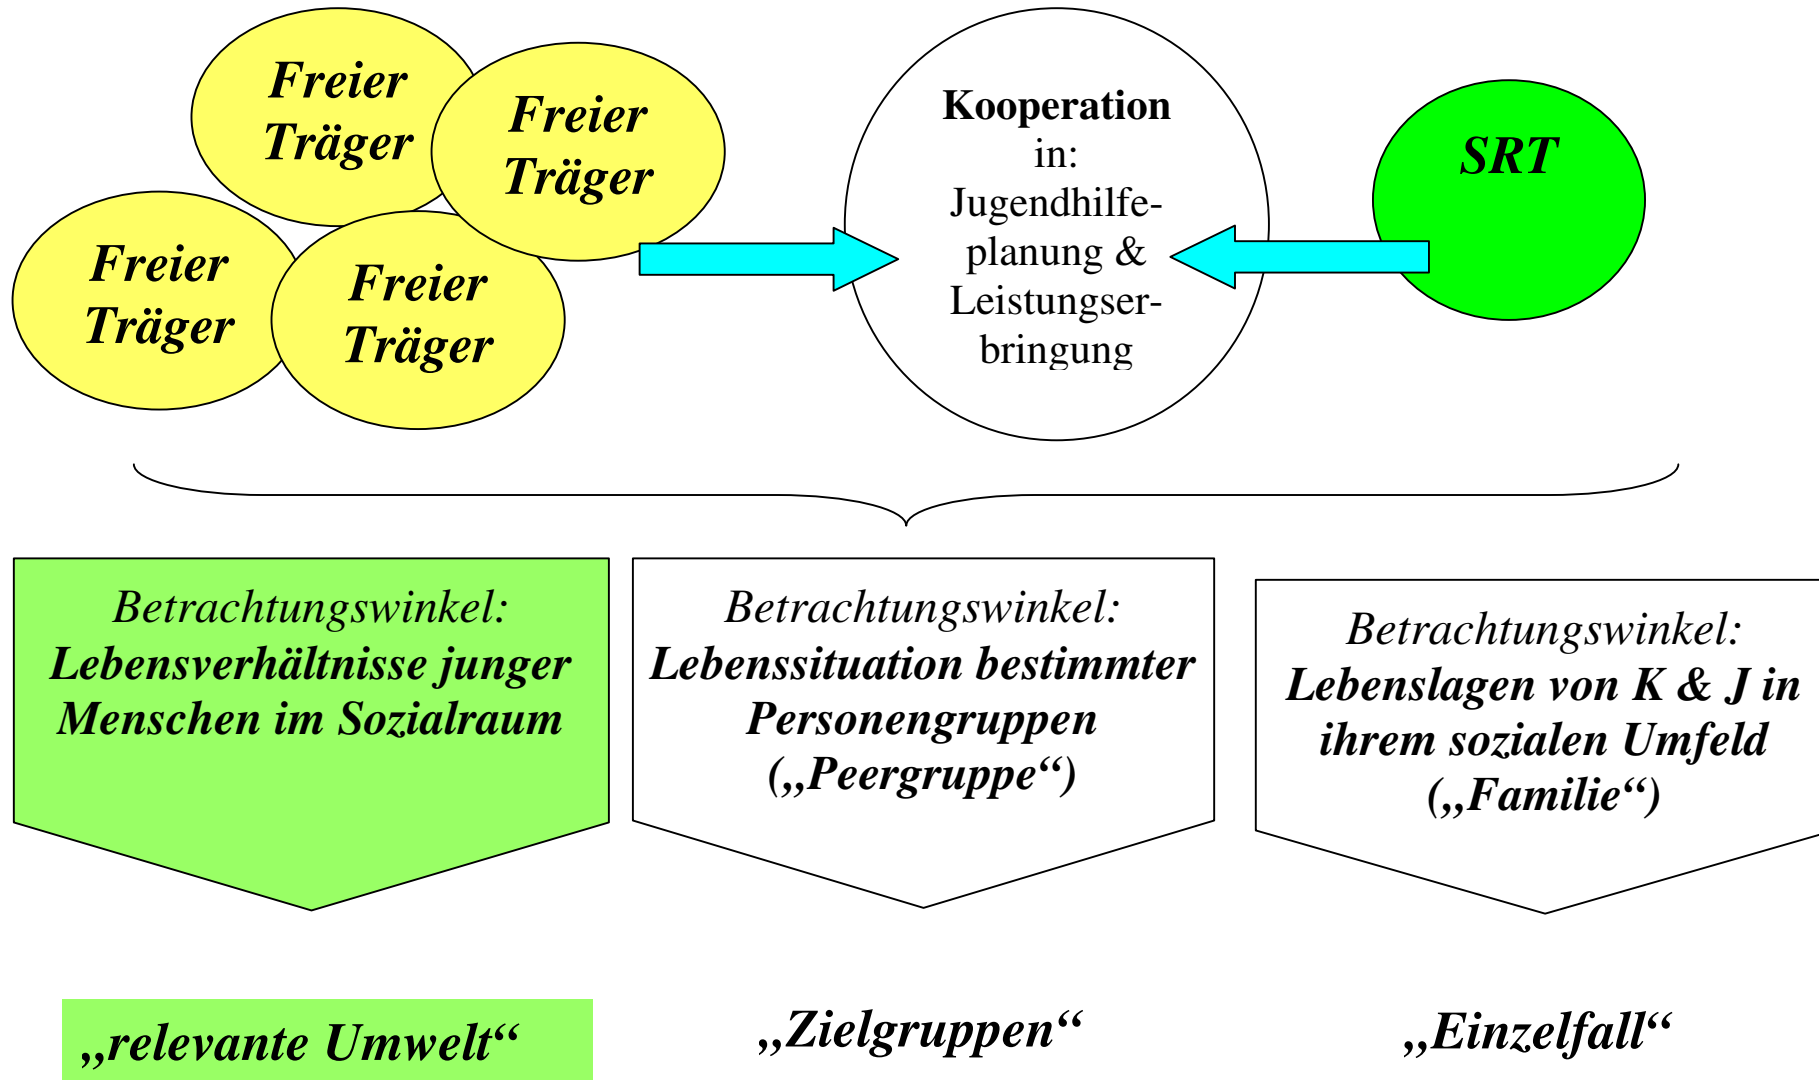 Freier
Träger
Freier
Träger
Freier
Träger
Freier
Träger
Kooperation
in:
Jugendhilfe-
planung &
Leistungser-
bringung
SRT
Betrachtungswinkel:
Lebensverhältnisse junger
Menschen im Sozialraum
Betrachtungswinkel:
Lebenssituation bestimmter
Personengruppen
(„Peergruppe“)
Betrachtungswinkel:
Lebenslagen von K & J in
ihrem sozialen Umfeld
(„Familie“)
„relevante Umwelt“
„Zielgruppen“
„Einzelfall“